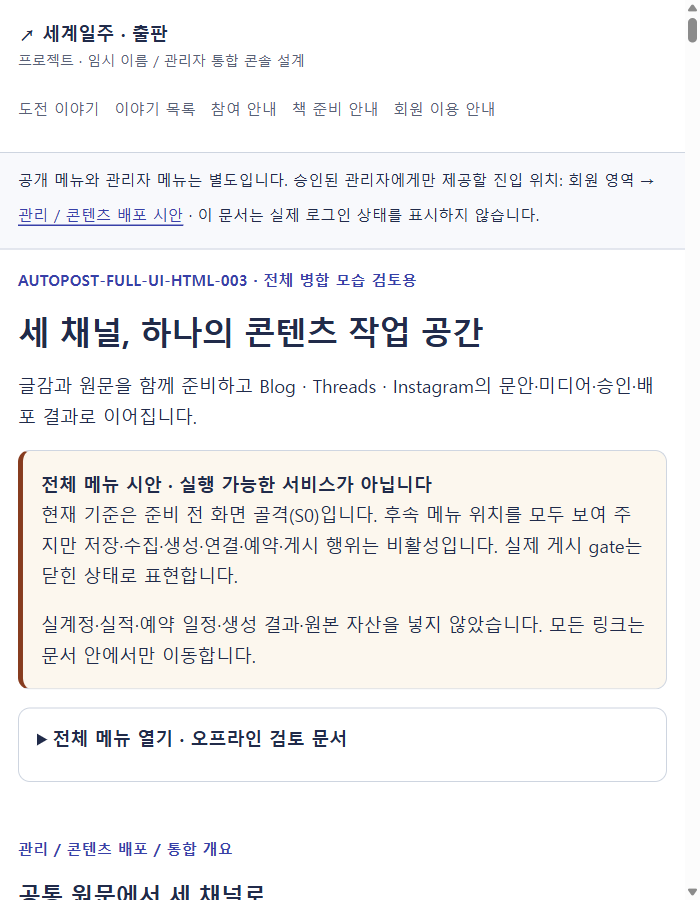 ↗ 세계일주 · 출판
프로젝트 · 임시 이름 / 관리자 통합 콘솔 설계
도전 이야기 이야기 목록 참여 안내 책 준비 안내 회원 이용 안내
공개 메뉴와 관리자 메뉴는 별도입니다. 승인된 관리자에게만 제공할 진입 위치: 회원 영역 →
관리 / 콘텐츠 배포 시안 · 이 문서는 실제 로그인 상태를 표시하지 않습니다.
AUTOPOST-FULL-UI-HTML-003 · 전체 병합 모습 검토용
세 채널, 하나의 콘텐츠 작업 공간
글감과 원문을 함께 준비하고 Blog · Threads · Instagram의 문안·미디어·승인·배
포 결과로 이어집니다.
전체 메뉴 시안 · 실행 가능한 서비스가 아닙니다
현재 기준은 준비 전 화면 골격(S0)입니다. 후속 메뉴 위치를 모두 보여 주
지만 저장·수집·생성·연결·예약·게시 행위는 비활성입니다. 실제 게시 gate는
닫힌 상태로 표현합니다.
실계정·실적·예약 일정·생성 결과·원본 자산을 넣지 않았습니다. 모든 링크는
문서 안에서만 이동합니다.
▶ 전체 메뉴 열기 · 오프라인 검토 문서
관리 / 콘텐츠 배포 / 통합 개요
공통 원문에서 세 채널로